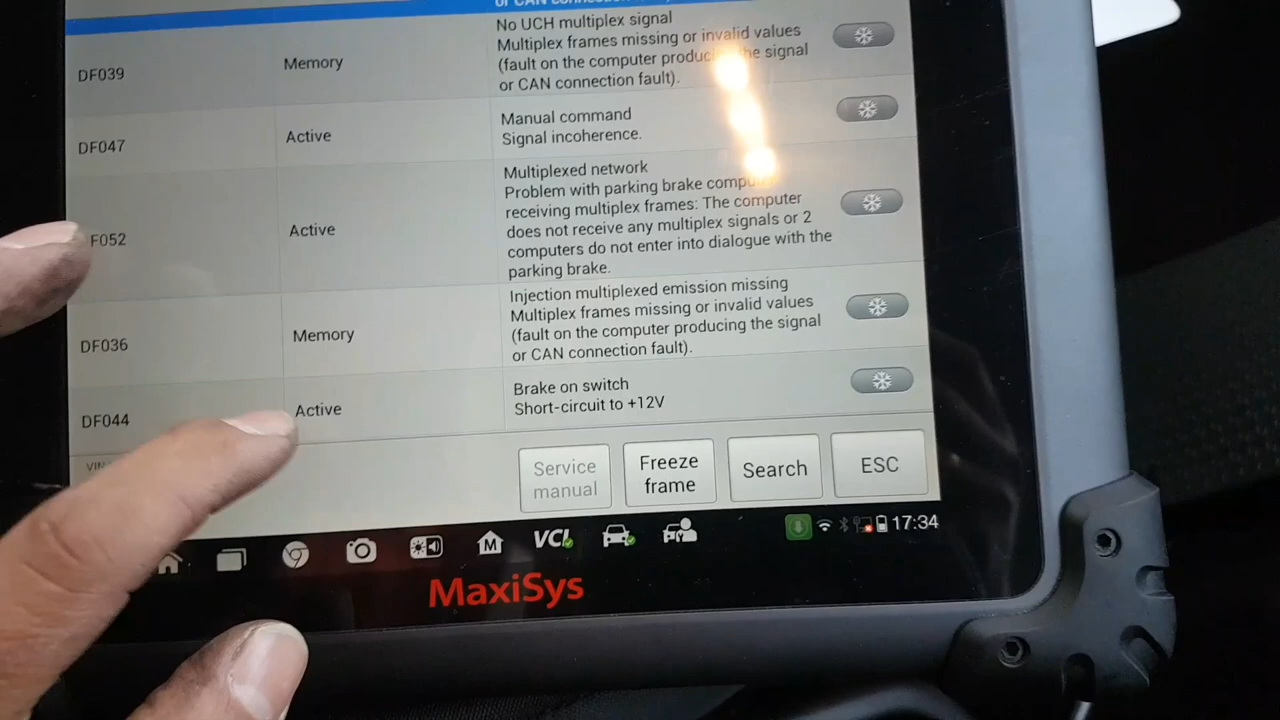 or CAN connection
No UCH multiplex signal
Multiplex frames missing or invalid values
(fault on the computer producing the signal
or CAN connection fault).
DF039
Memory
Manual command
Signal incoherence.
DF047
Active
Multiplexed network
Problem with parking brake
receiving multiplex frames: The computer
does not receive any multiplex signals or 2
computers do not enter into dialogue with the
parking brake.
F052
Active
Injection multiplexed emission missing
Multiplex frames missing or invalid values
(fault on the computer producing the signal
or CAN connection fault).
DF036
Memory
Brake on switch
Short-circuit to +12V
DF044
Active
VIN
Service
manual
Freeze
frame
Search
ESC
M
VCI
17:34
MaxiSys